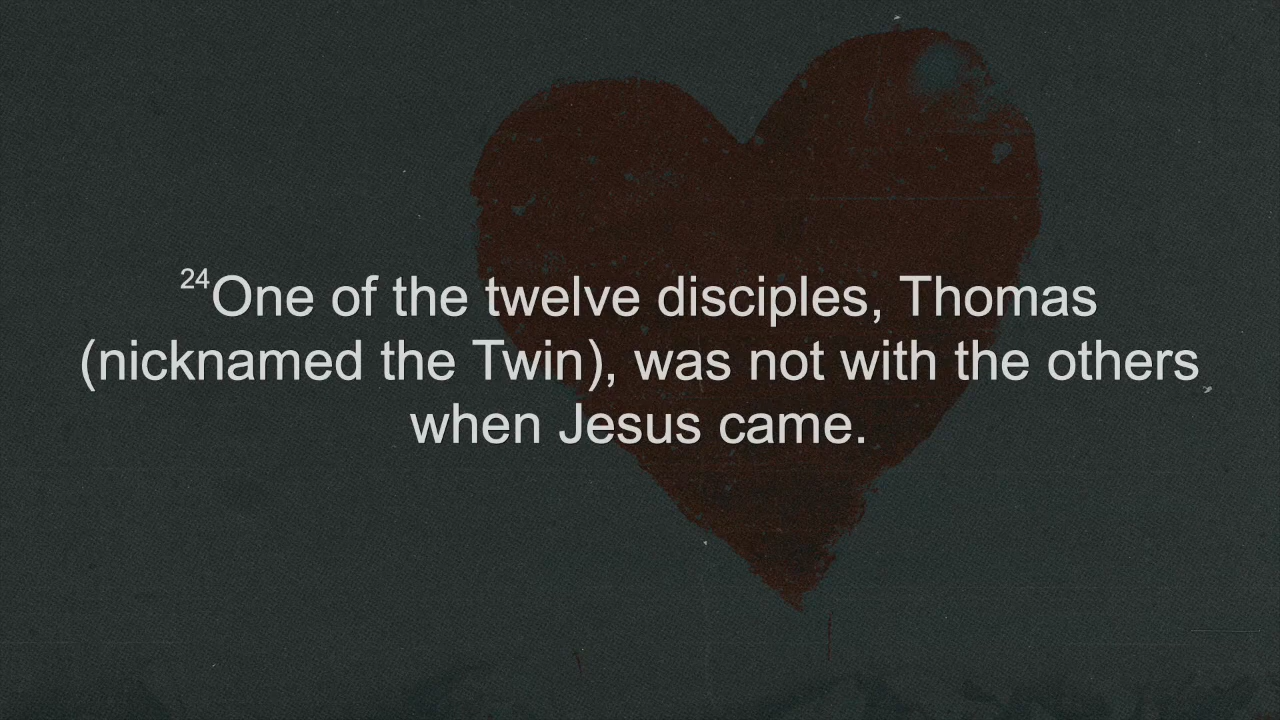 24One of the twelve disciples, Thomas
(nicknamed the Twin), was not with the others
when Jesus came.